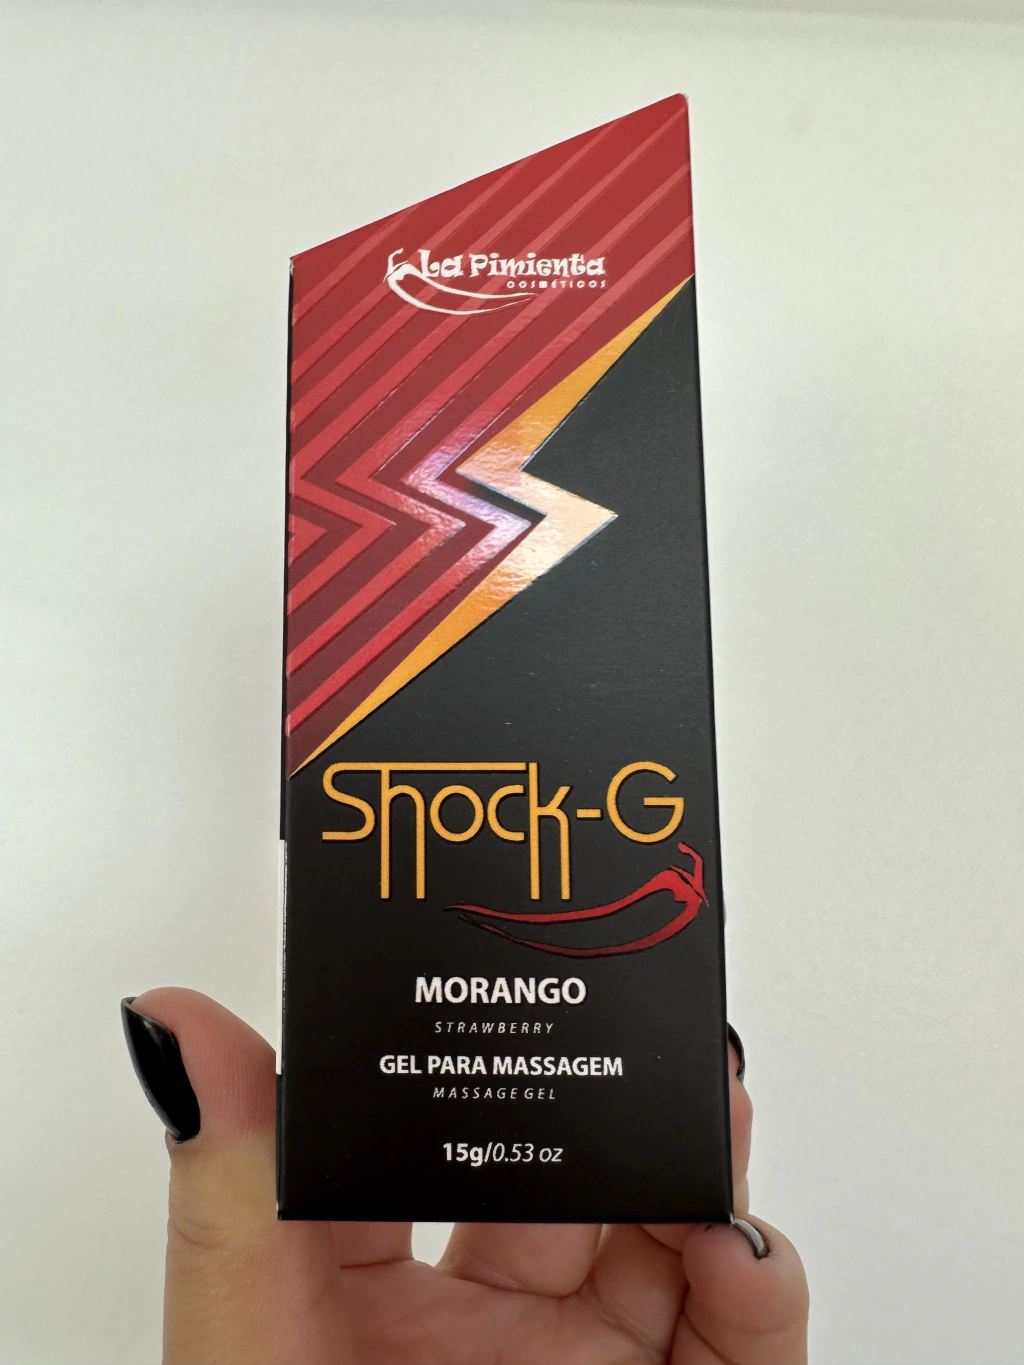 La Pimienta
COSMÉTICOS
Shock-G
MORANGO
STRAWBERRY
GEL PARA MASSAGEM
MASSAGE GEL
15g/0.53 oz